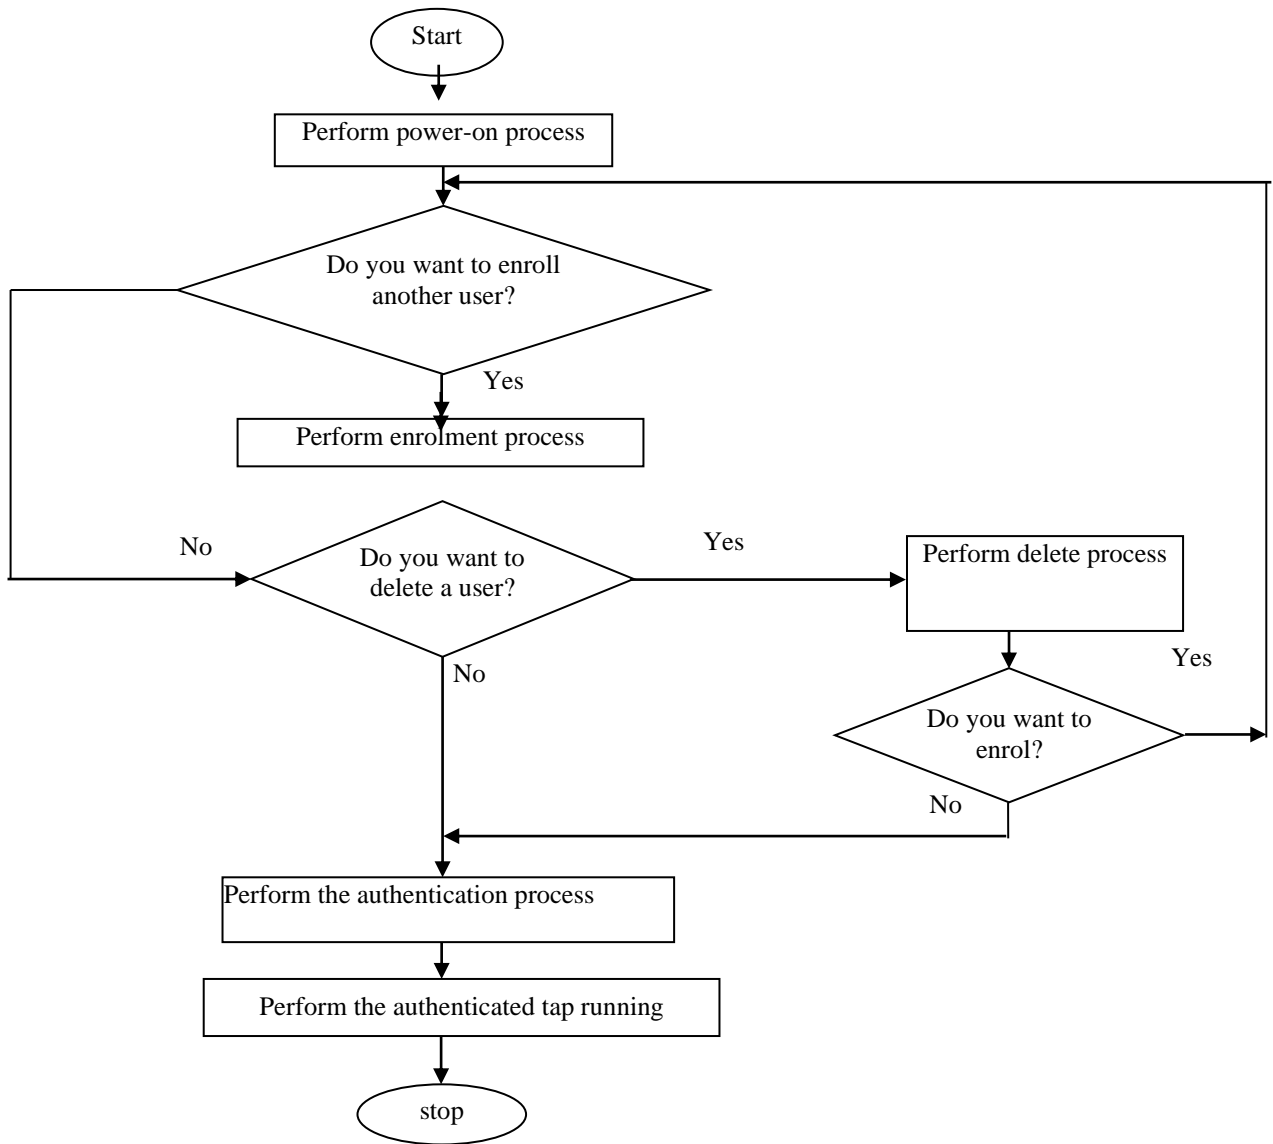 Start
Perform power-on process
Do you want to enroll
another user?
Yes
Perform enrolment process
No
Do you want to
delete a user?
Yes
Perform delete process
No
Yes
Do you want to
enrol?
No
Perform the authentication process
Perform the authenticated tap running
stop